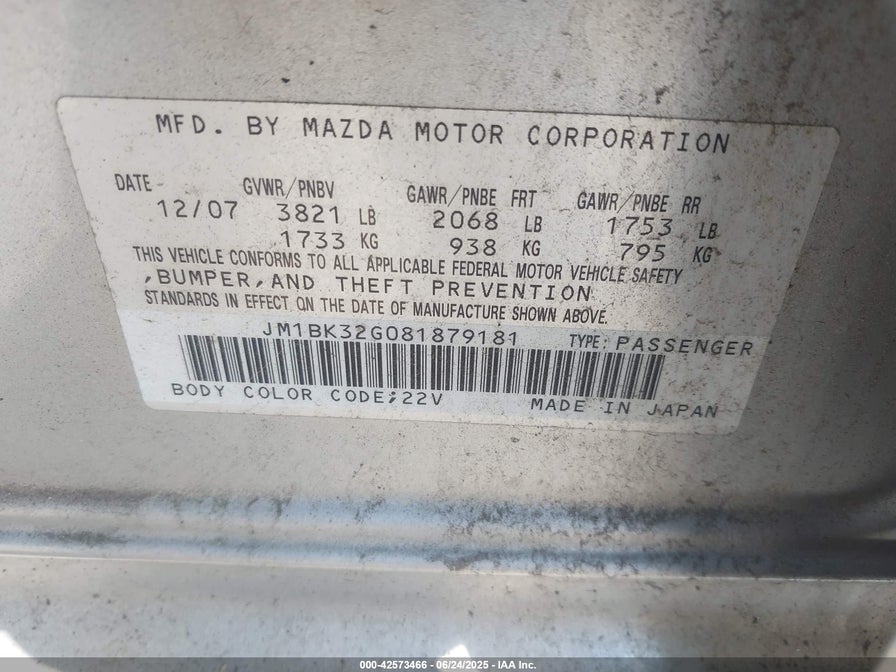 MFD. BY MAZDA MOTOR CORPORATION
DATE GVWR/PNBV GAWR/PNBE FRT GAWR/PNBE RR
12/07 3821 LB 2068 LB 1753 LB
1733 KG 938 KG 795 KG
THIS VEHICLE CONFORMS TO ALL APPLICABLE FEDERAL MOTOR VEHICLE SAFETY
,BUMPER,AND THEFT PREVENTION
STANDARDS IN EFFECT ON THE DATE OF MANUFACTURE SHOWN ABOVE.
JM1BK32G081879181 TYPE: PASSENGER
BODY COLOR CODE;22V MADE IN JAPAN
000-42573466 - 06/24/2025 - IAA Inc.